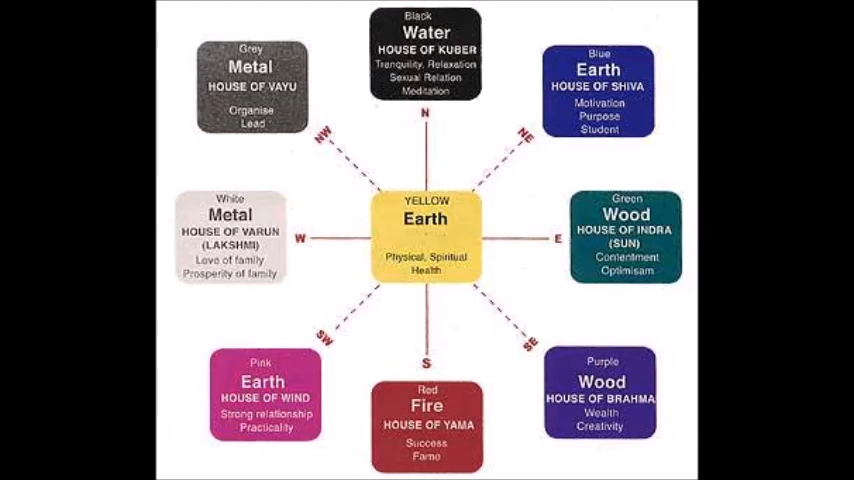 Black
Water
HOUSE OF KUBER
Tranquility, Relaxation
Sexual Relation
Meditation
Grey
Metal
HOUSE OF VAYU
Organise
Lead
Blue
Earth
HOUSE OF SHIVA
Motivation
Purpose
Student
N
NW
NE
White
Metal
HOUSE OF VARUN
(LAKSHMI)
Love of family
Prosperity of family
W
YELLOW
Earth
Physical, Spiritual
Health
E
Green
Wood
HOUSE OF INDRA
(SUN)
Contentment
Optimisam
SW
S
SE
Pink
Earth
HOUSE OF WIND
Strong relationship
Practicality
Red
Fire
HOUSE OF YAMA
Success
Fame
Purple
Wood
HOUSE OF BRAHMA
Wealth
Creativity